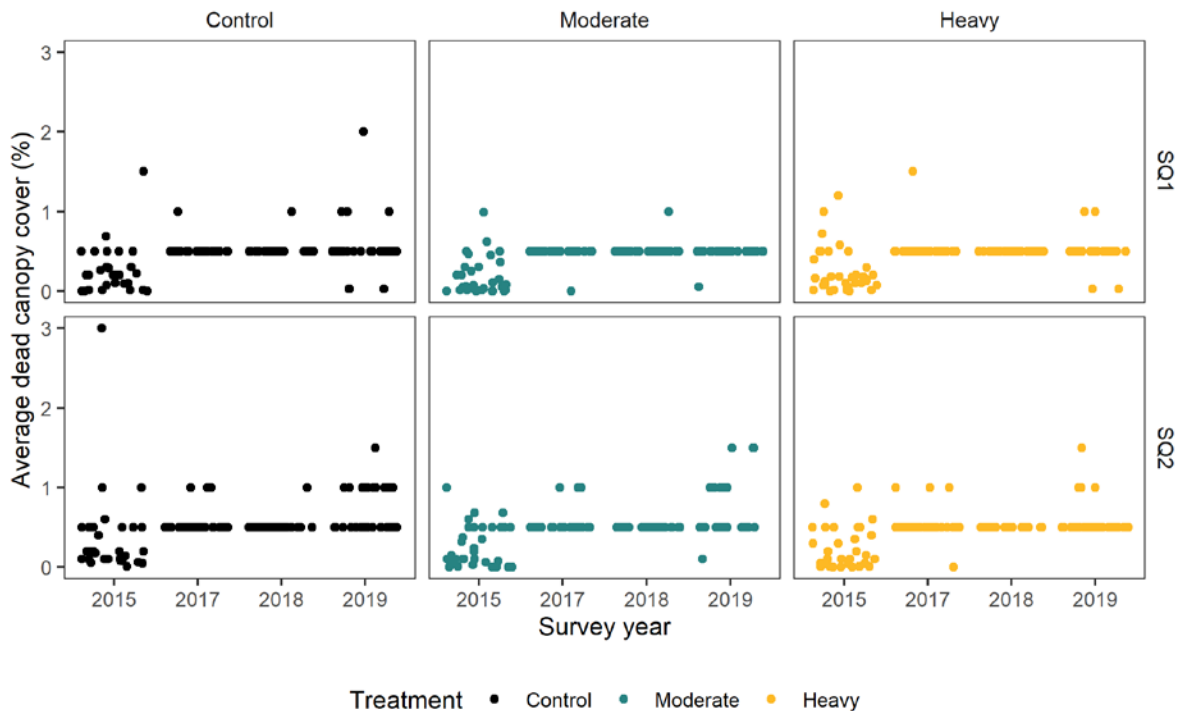 Control Moderate Heavy
Average dead canopy cover (%)
3
2
1
0
SQ1
3
2
1
0
SQ2
2015 2017 2018 2019 2015 2017 2018 2019 2015 2017 2018 2019
Survey year
Treatment Control Moderate Heavy